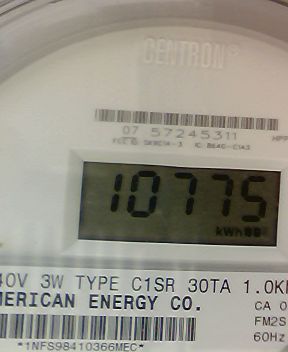 CENTRON®
07 57245311
10775
kWh
40V 3W TYPE C1SR 30TA 1.0K
MERICAN ENERGY CO.
CA 0
FM2S
60Hz
*1NFS98410366MEC*